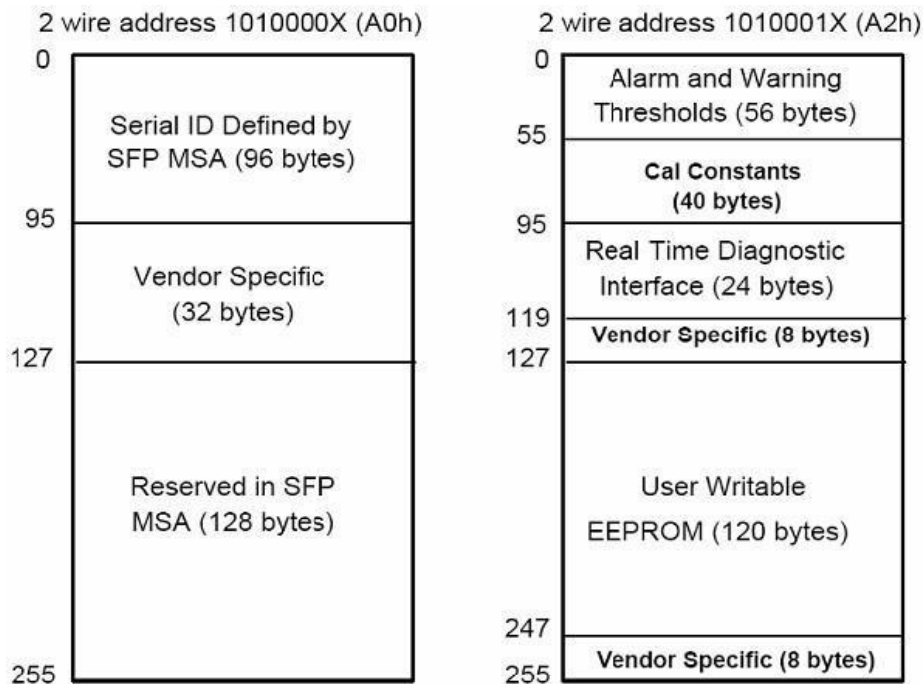 2 wire address 1010000X (A0h)
0
Serial ID Defined by
SFP MSA (96 bytes)
95
Vendor Specific
(32 bytes)
127
Reserved in SFP
MSA (128 bytes)
255
2 wire address 1010001X (A2h)
0
Alarm and Warning
Thresholds (56 bytes)
55
Cal Constants
(40 bytes)
95
Real Time Diagnostic
Interface (24 bytes)
119
Vendor Specific (8 bytes)
127
User Writable
EEPROM (120 bytes)
247
Vendor Specific (8 bytes)
255